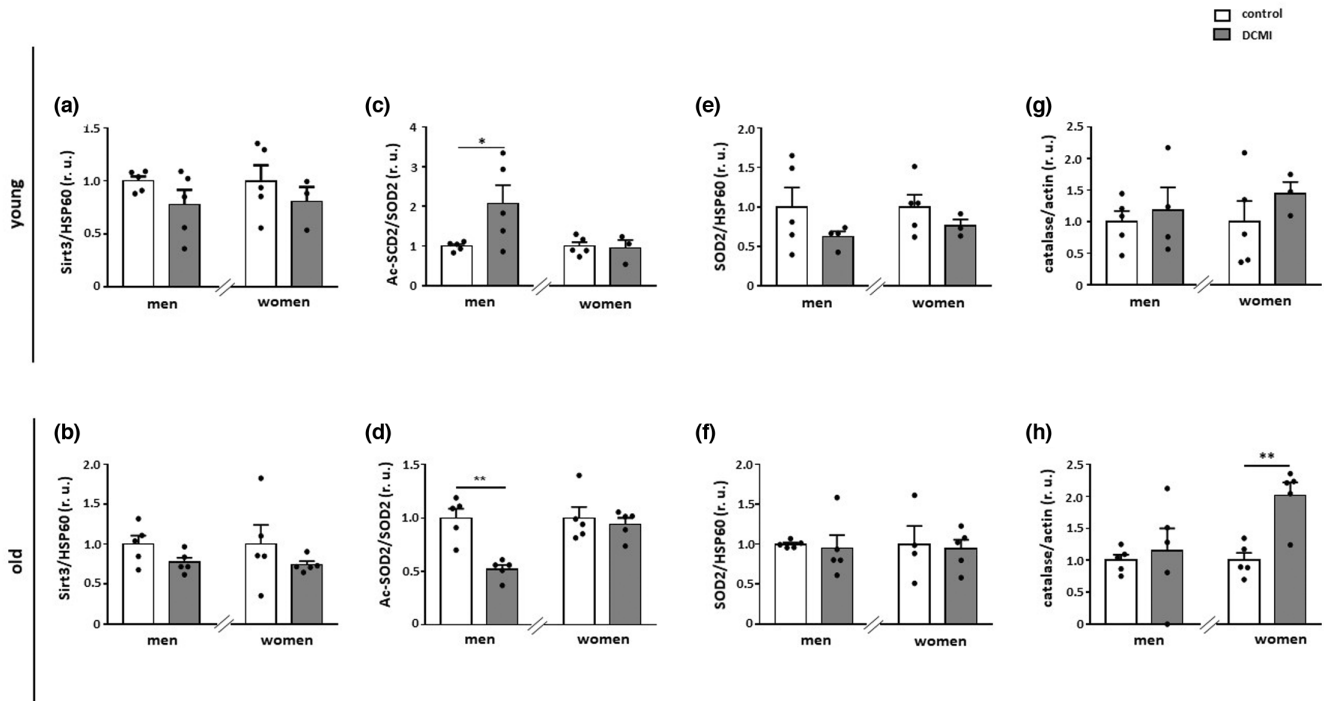 control
DCMI
young
(a)
Sirt3/HSP60 (r. u.)
1.5
1.0
0.5
0
men
women
(c)
Ac-SCD2/SOD2 (r. u.)
4
3
2
1
0
*
men
women
(e)
SOD2/HSP60 (r. u.)
2.0
1.5
1.0
0.5
0
men
women
(g)
catalase/actin (r. u.)
2.5
2.0
1.5
1.0
0.5
0
men
women
old
(b)
Sirt3/HSP60 (r. u.)
2.0
1.5
1.0
0.5
0
men
women
(d)
Ac-SOD2/SOD2 (r. u.)
1.5
1.0
0.5
0
**
men
women
(f)
SOD2/HSP60 (r. u.)
2.0
1.5
1.0
0.5
0
men
women
(h)
catalase/actin (r. u.)
2.5
2.0
1.5
1.0
0.5
0
**
men
women